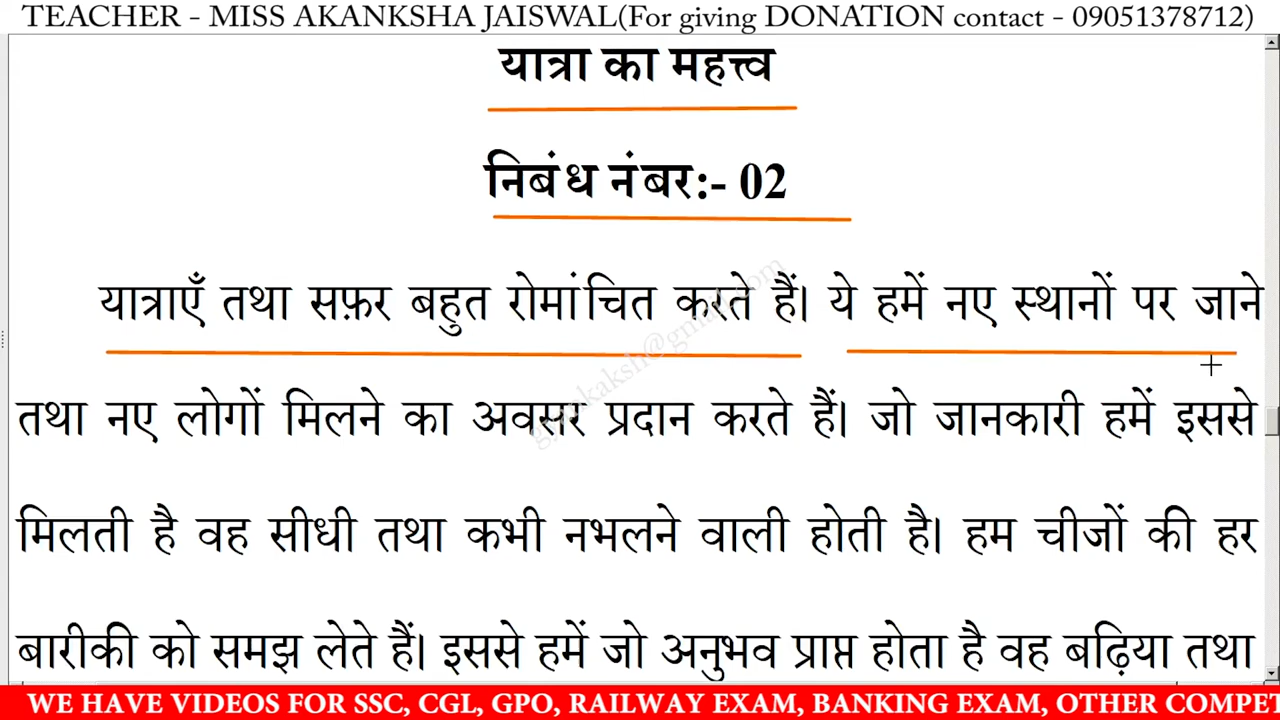 TEACHER - MISS AKANKSHA JAISWAL(For giving DONATION contact - 09051378712)
यात्रा का महत्त्व
निबंध नंबर:- 02
यात्राएँ तथा सफ़र बहुत रोमांचित करते हैं। ये हमें नए स्थानों पर जाने
तथा नए लोगों मिलने का अवसर प्रदान करते हैं। जो जानकारी हमें इससे
मिलती है वह सीधी तथा कभी नभलने वाली होती है। हम चीजों की हर
बारीकी को समझ लेते हैं। इससे हमें जो अनुभव प्राप्त होता है वह बढ़िया तथा
WE HAVE VIDEOS FOR SSC, CGL, GPO, RAILWAY EXAM, BANKING EXAM, OTHER COMPET